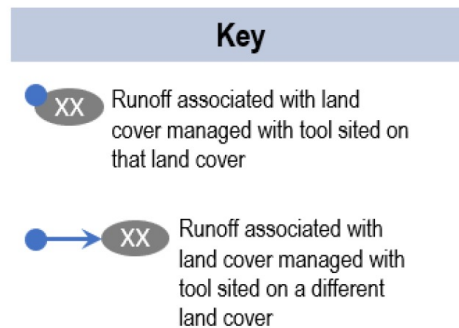 Key
XX
Runoff associated with land
cover managed with tool sited on
that land cover
XX
Runoff associated with
land cover managed with
tool sited on a different
land cover